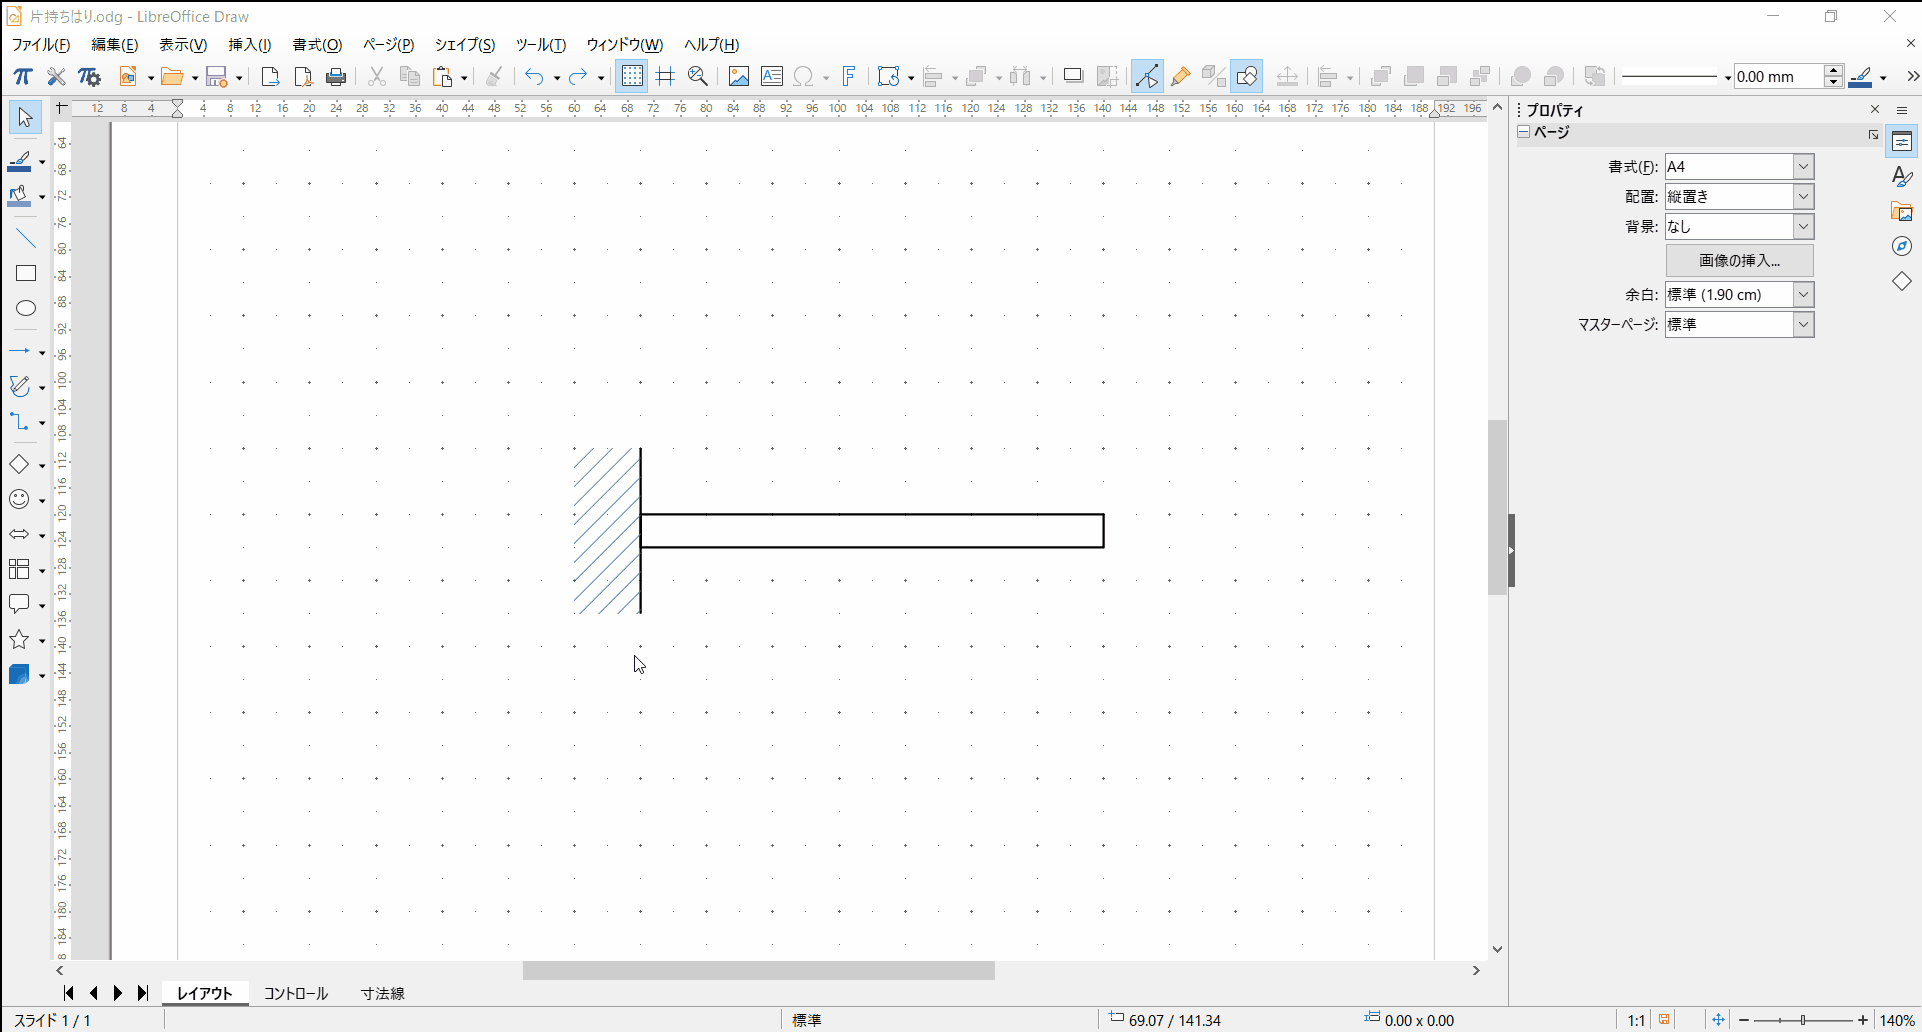 片持ちはり.odg - LibreOffice Draw
ファイル(F) 編集(E) 表示(V) 挿入(I) 書式(O) ページ(P) シェイプ(S) ツール(T) ウィンドウ(W) ヘルプ(H)
0.00 mm
12 8 4 4 8 12 16 20 24 28 32 36 40 44 48 52 56 60 64 68 72 76 80 84 88 92 96 100 104 108 112 116 120 124 128 132 136 140 144 148 152 156 160 164 168 172 176 180 184 188 192 196
64
68
72
76
80
84
88
92
96
100
104
108
112
116
120
124
128
132
136
140
144
148
152
156
160
164
168
172
176
180
184
8
プロパティ
ページ
書式(F): A4
配置: 縦置き
背景: なし
画像の挿入...
余白: 標準 (1.90 cm)
マスターページ: 標準
レイアウト コントロール 寸法線
スライド 1 / 1 標準 69.07 / 141.34 0.00 x 0.00 1:1 140%